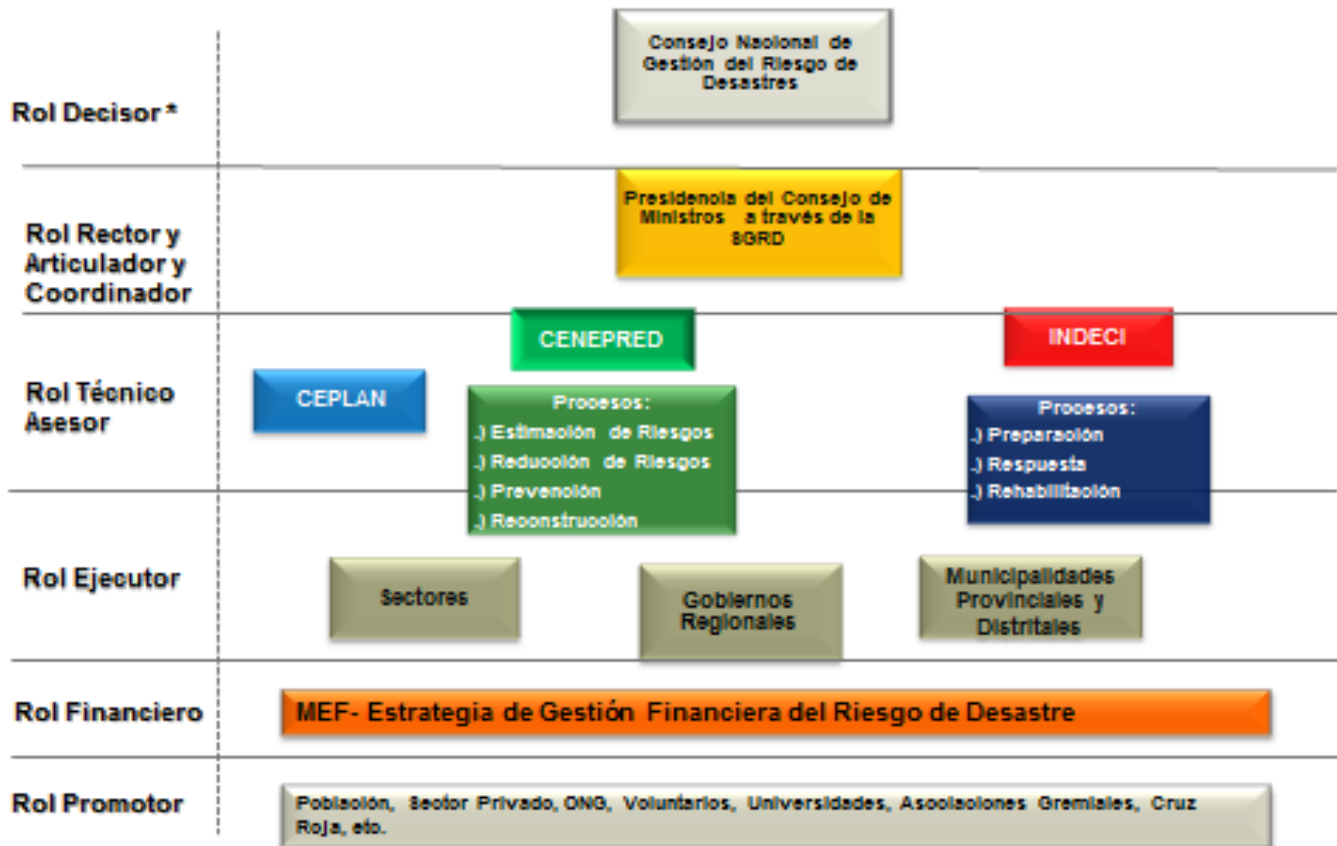 Consejo Nacional de
Gestión del Riesgo de
Desastres
Rol Decisor *
Presidencia del Consejo de
Ministros a través de la
SGRD
Rol Rector y
Articulador y
Coordinador
CENEPRED
INDECI
Rol Técnico
Asesor
CEPLAN
Procesos:
.) Estimación de Riesgos
.) Reducción de Riesgos
.) Prevención
.) Reconstrucción
Procesos:
.) Preparación
.) Respuesta
.) Rehabilitación
Rol Ejecutor
Sectores
Gobiernos
Regionales
Municipalidades
Provinciales y
Distritales
Rol Financiero
MEF- Estrategia de Gestión Financiera del Riesgo de Desastre
Rol Promotor
Población, Sector Privado, ONG, Voluntarios, Universidades, Asociaciones Gremiales, Cruz
Roja, etc.